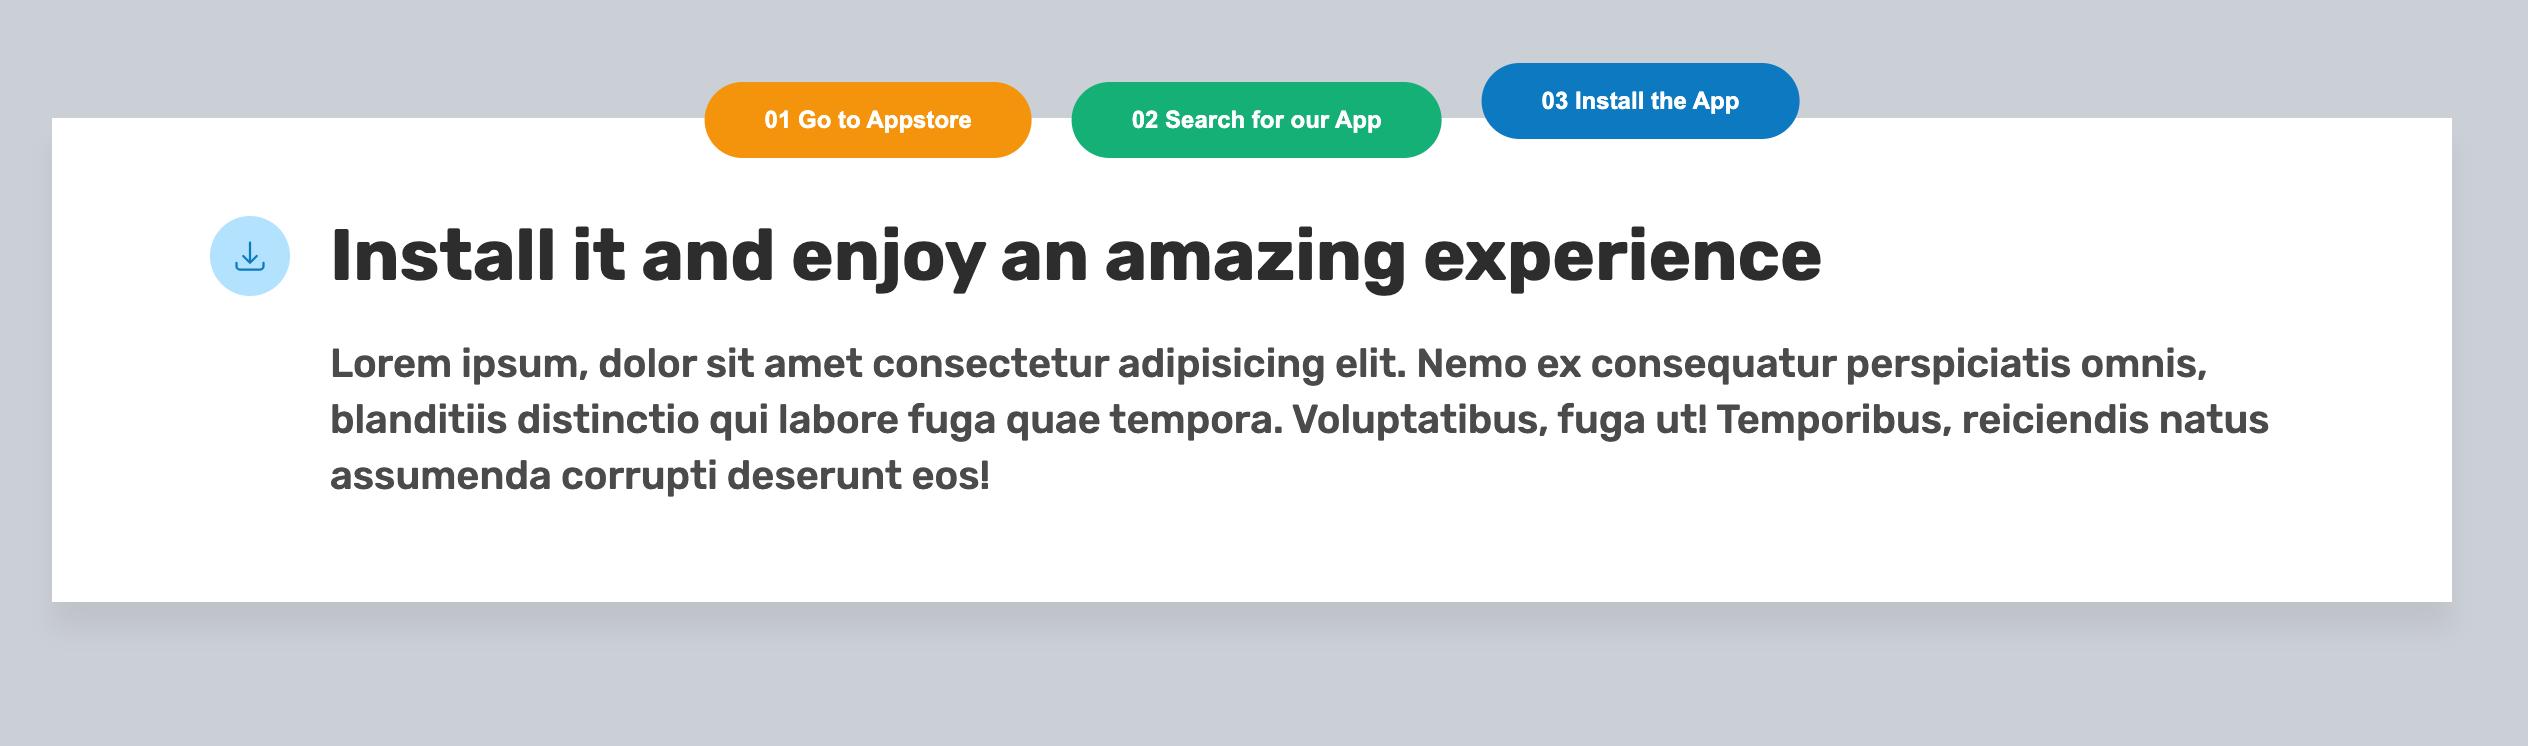 01 Go to Appstore
02 Search for our App
03 Install the App
Install it and enjoy an amazing experience
Lorem ipsum, dolor sit amet consectetur adipisicing elit. Nemo ex consequatur perspiciatis omnis,
blanditiis distinctio qui labore fuga quae tempora. Voluptatibus, fuga ut! Temporibus, reiciendis natus
assumenda corrupti deserunt eos!